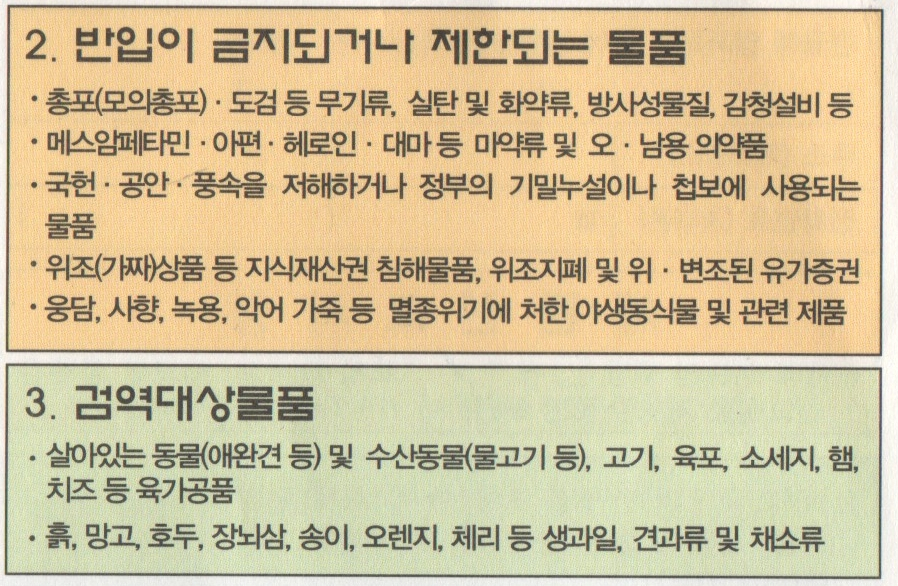 2. 반입이 금지되거나 제한되는 물품
· 총포(모의총포) · 도검 등 무기류, 실탄 및 화약류, 방사성물질, 감청설비 등
· 메스암페타민 · 아편 · 헤로인 · 대마 등 마약류 및 오 · 남용 의약품
· 국헌 · 공안 · 풍속을 저해하거나 정부의 기밀누설이나 첩보에 사용되는
물품
· 위조(가짜)상품 등 지식재산권 침해물품, 위조지폐 및 위 · 변조된 유가증권
· 웅담, 사향, 녹용, 악어 가죽 등 멸종위기에 처한 야생동식물 및 관련 제품
3. 검역대상물품
· 살아있는 동물(애완견 등) 및 수산동물(물고기 등), 고기, 육포, 소세지, 햄,
치즈 등 육가공품
· 흙, 망고, 호두, 장뇌삼, 송이, 오렌지, 체리 등 생과일, 견과류 및 채소류